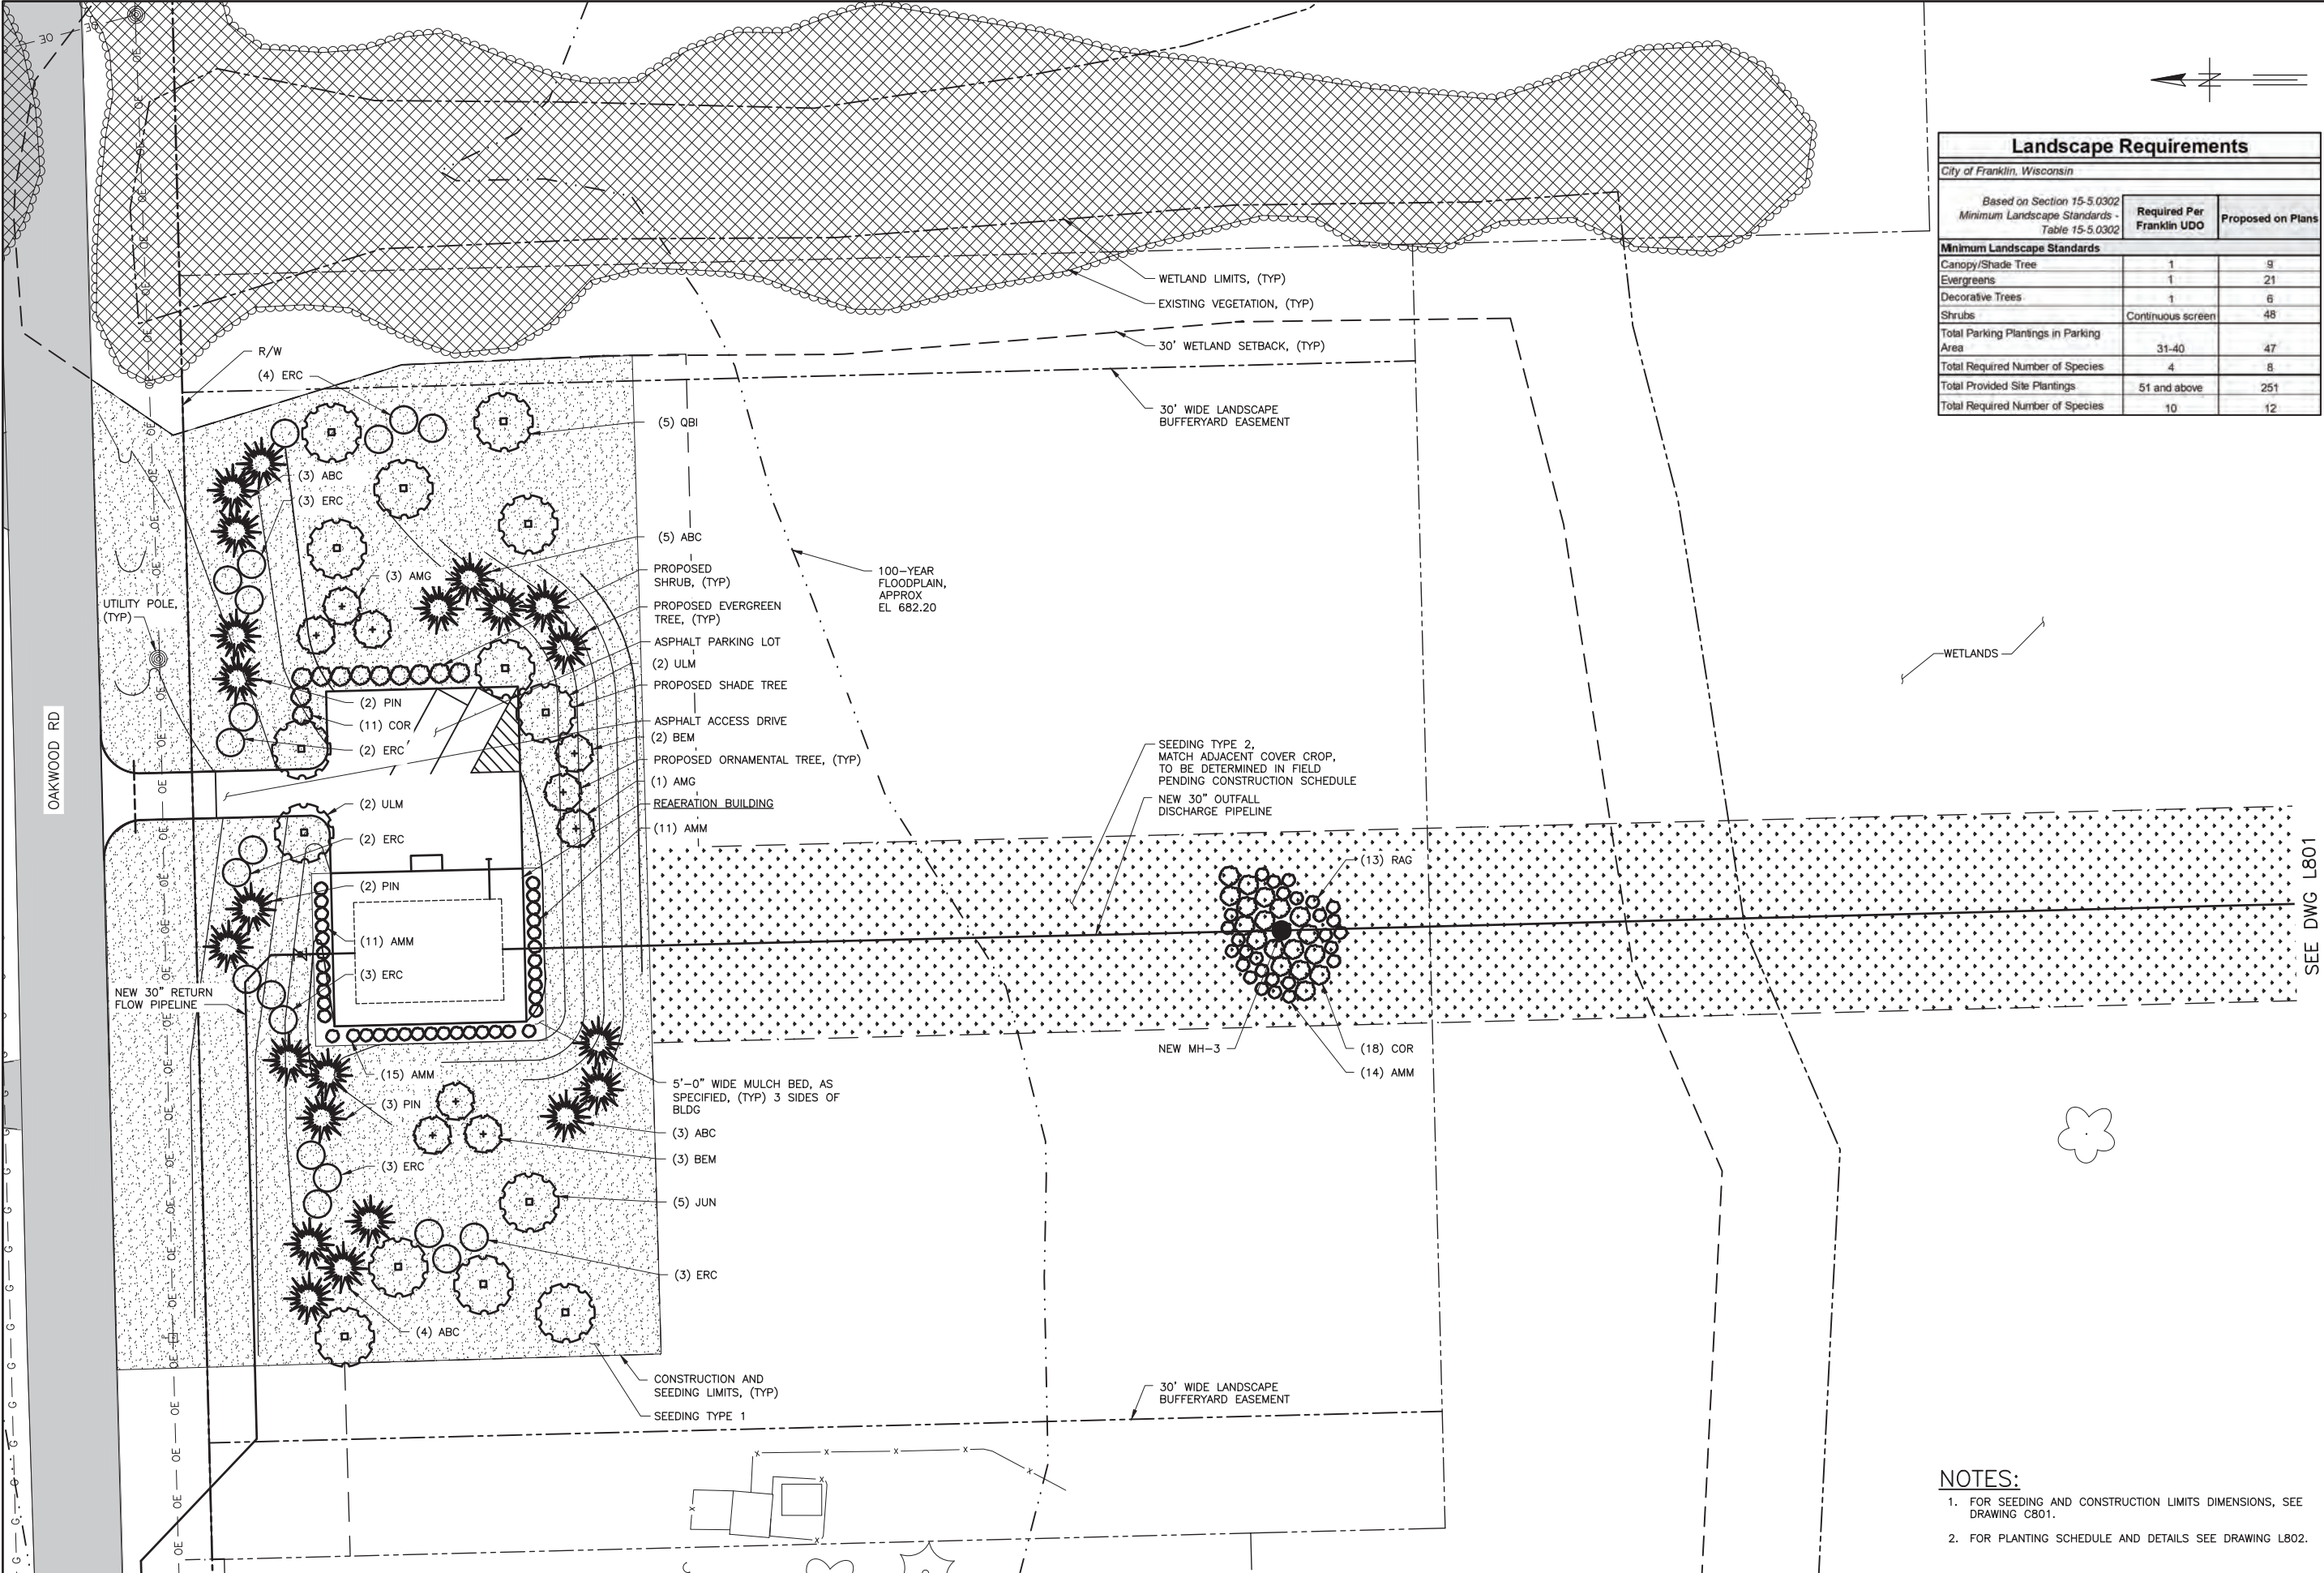 Landscape Requirements
City of Franklin, Wisconsin
Based on Section 15-5.0302
Minimum Landscape Standards -
Table 15-5.0302
Required Per
Franklin UDO
Proposed on Plans
Minimum Landscape Standards
Canopy/Shade Tree 1 9
Evergreens 1 21
Decorative Trees 1 6
Shrubs Continuous screen 48
Total Parking Plantings in Parking
Area 31-40 47
Total Required Number of Species 4 8
Total Provided Site Plantings 51 and above 251
Total Required Number of Species 10 12
WETLAND LIMITS, (TYP)
EXISTING VEGETATION, (TYP)
30' WETLAND SETBACK, (TYP)
30' WIDE LANDSCAPE
BUFFERYARD EASEMENT
R/W
(4) ERC
(5) QBI
(3) ABC
(3) ERC
(5) ABC
(3) AMG
PROPOSED
SHRUB, (TYP)
PROPOSED EVERGREEN
TREE, (TYP)
ASPHALT PARKING LOT
(2) ULM
PROPOSED SHADE TREE
ASPHALT ACCESS DRIVE
(2) BEM
PROPOSED ORNAMENTAL TREE, (TYP)
(1) AMG
REAERATION BUILDING
(11) AMM
100-YEAR
FLOODPLAIN,
APPROX
EL 682.20
UTILITY POLE,
(TYP)
(2) PIN
(11) COR
(2) ERC
OAKWOOD RD
(2) ULM
(2) ERC
(2) PIN
(11) AMM
(3) ERC
NEW 30" RETURN
FLOW PIPELINE
(15) AMM
(3) PIN
(3) ERC
(4) ABC
WETLANDS
SEEDING TYPE 2,
MATCH ADJACENT COVER CROP,
TO BE DETERMINED IN FIELD
PENDING CONSTRUCTION SCHEDULE
NEW 30" OUTFALL
DISCHARGE PIPELINE
(13) RAG
NEW MH-3
(18) COR
(14) AMM
SEE DWG L801
5'-0" WIDE MULCH BED, AS
SPECIFIED, (TYP) 3 SIDES OF
BLDG
(3) ABC
(3) BEM
(5) JUN
(3) ERC
CONSTRUCTION AND
SEEDING LIMITS, (TYP)
SEEDING TYPE 1
30' WIDE LANDSCAPE
BUFFERYARD EASEMENT
NOTES:
1. FOR SEEDING AND CONSTRUCTION LIMITS DIMENSIONS, SEE
DRAWING C801.
2. FOR PLANTING SCHEDULE AND DETAILS SEE DRAWING L802.